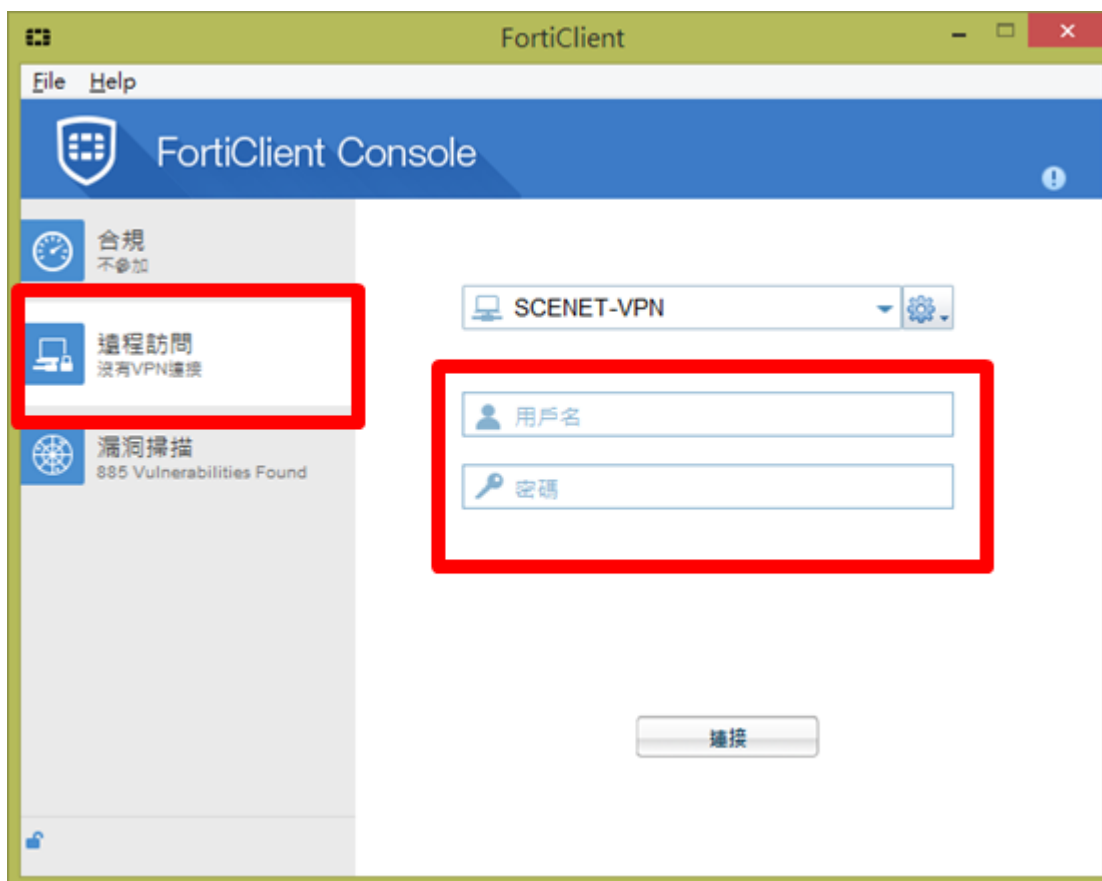 FortiClient
File Help
FortiClient Console
合規
不參加
遠程訪問
沒有VPN連接
漏洞掃描
885 Vulnerabilities Found
SCENET-VPN
用戶名
密碼
連接